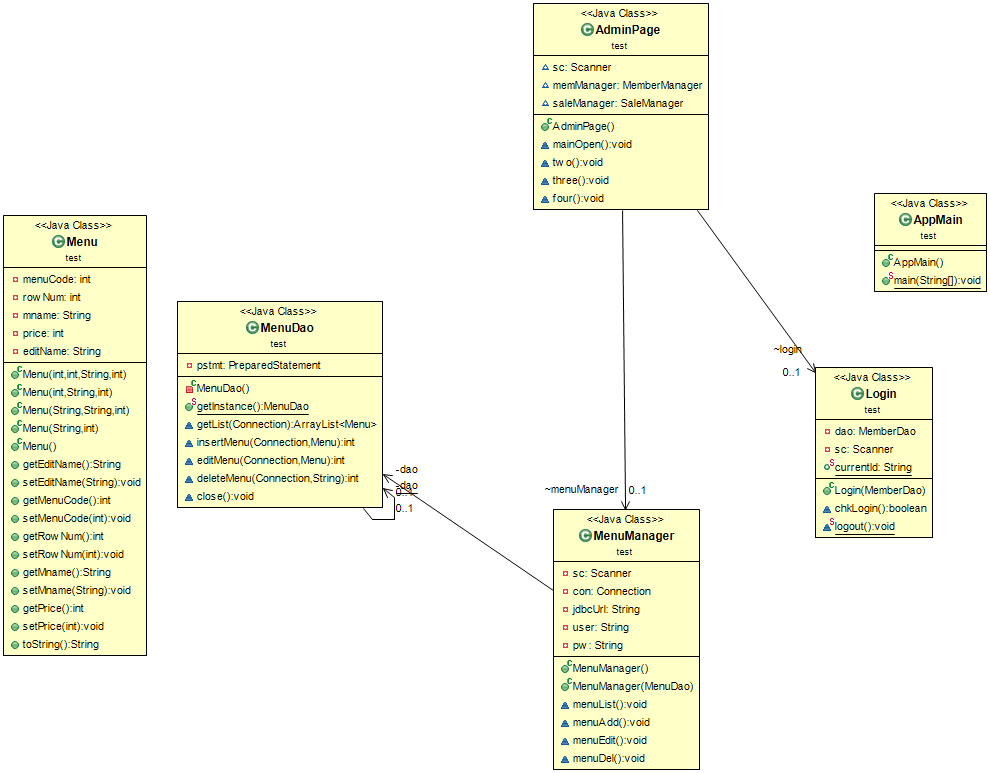 <<Java Class>>
AdminPage
test
sc: Scanner
memManager: MemberManager
saleManager: SaleManager
AdminPage()
mainOpen():void
two():void
three():void
four():void
<<Java Class>>
AppMain
test
AppMain()
main(String[]):void
<<Java Class>>
Menu
test
menuCode: int
rowNum: int
mname: String
price: int
editName: String
Menu(int,int,String,int)
Menu(int,String,int)
Menu(String,String,int)
Menu(String,int)
Menu()
getEditName():String
setEditName(String):void
getMenuCode():int
setMenuCode(int):void
getRowNum():int
setRowNum(int):void
getMname():String
setMname(String):void
getPrice():int
setPrice(int):void
toString():String
<<Java Class>>
MenuDao
test
pstmt: PreparedStatement
MenuDao()
getInstance():MenuDao
getList(Connection):ArrayList<Menu>
insertMenu(Connection,Menu):int
editMenu(Connection,Menu):int
deleteMenu(Connection,String):int
close():void
-dao
-dao
0..1
0..1
~login
0..1
<<Java Class>>
Login
test
dao: MemberDao
sc: Scanner
currentId: String
Login(MemberDao)
chkLogin():boolean
logout():void
~menuManager
0..1
<<Java Class>>
MenuManager
test
sc: Scanner
con: Connection
jdbcUrl: String
user: String
pw: String
MenuManager()
MenuManager(MenuDao)
menuList():void
menuAdd():void
menuEdit():void
menuDel():void